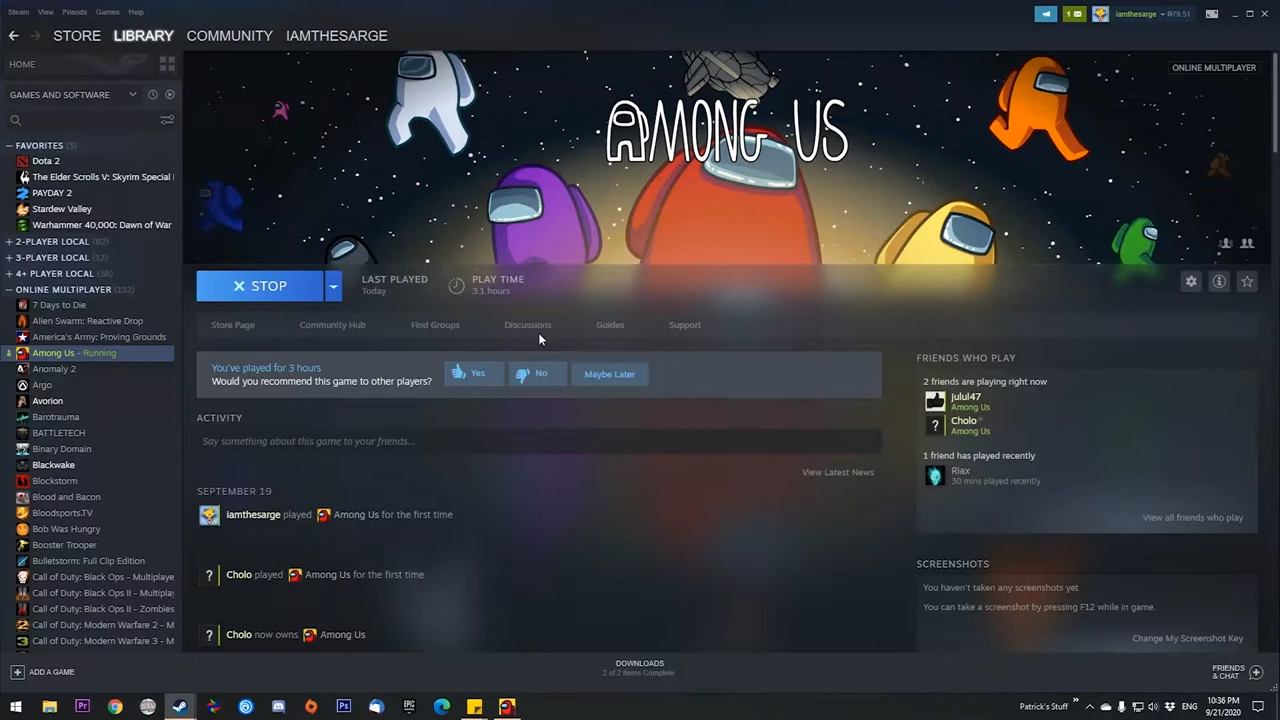 Steam View Friends Games Help
1 iamthesarge ₱79.51
STORE LIBRARY COMMUNITY IAMTHESARGE
HOME
GAMES AND SOFTWARE
FAVORITES (5)
Dota 2
The Elder Scrolls V: Skyrim Special
PAYDAY 2
Stardew Valley
Warhammer 40,000: Dawn of War
2-PLAYER LOCAL (62)
3-PLAYER LOCAL (12)
4+ PLAYER LOCAL (58)
ONLINE MULTIPLAYER (132)
7 Days to Die
Alien Swarm: Reactive Drop
America's Army: Proving Grounds
Among Us - Running
Anomaly 2
Argo
Avorion
Barotrauma
BATTLETECH
Binary Domain
Blackwake
Blockstorm
Blood and Bacon
Bloodsports.TV
Bob Was Hungry
Booster Trooper
Bulletstorm: Full Clip Edition
Call of Duty: Black Ops - Multiplaye
Call of Duty: Black Ops II - Multipla
Call of Duty: Black Ops II - Zombies
Call of Duty: Modern Warfare 2 - M
Call of Duty: Modern Warfare 3 - M
ADD A GAME
AMONG US
ONLINE MULTIPLAYER
STOP
LAST PLAYED
Today
PLAY TIME
3.1 hours
Store Page Community Hub Find Groups Discussions Guides Support
You've played for 3 hours
Would you recommend this game to other players?
Yes No Maybe Later
ACTIVITY
Say something about this game to your friends...
View Latest News
SEPTEMBER 19
iamthesarge played Among Us for the first time
Cholo played Among Us for the first time
Cholo now owns Among Us
FRIENDS WHO PLAY
2 friends are playing right now
julul47
Among Us
Cholo
Among Us
1 friend has played recently
Riax
30 mins played recently
View all friends who play
SCREENSHOTS
You haven't taken any screenshots yet
You can take a screenshot by pressing F12 while in game.
Change My Screenshot Key
DOWNLOADS
2 of 2 Items Complete
FRIENDS
& CHAT
Pr Ps EPIC GAMES
Patrick's Stuff
ENG
10:36 PM
9/21/2020